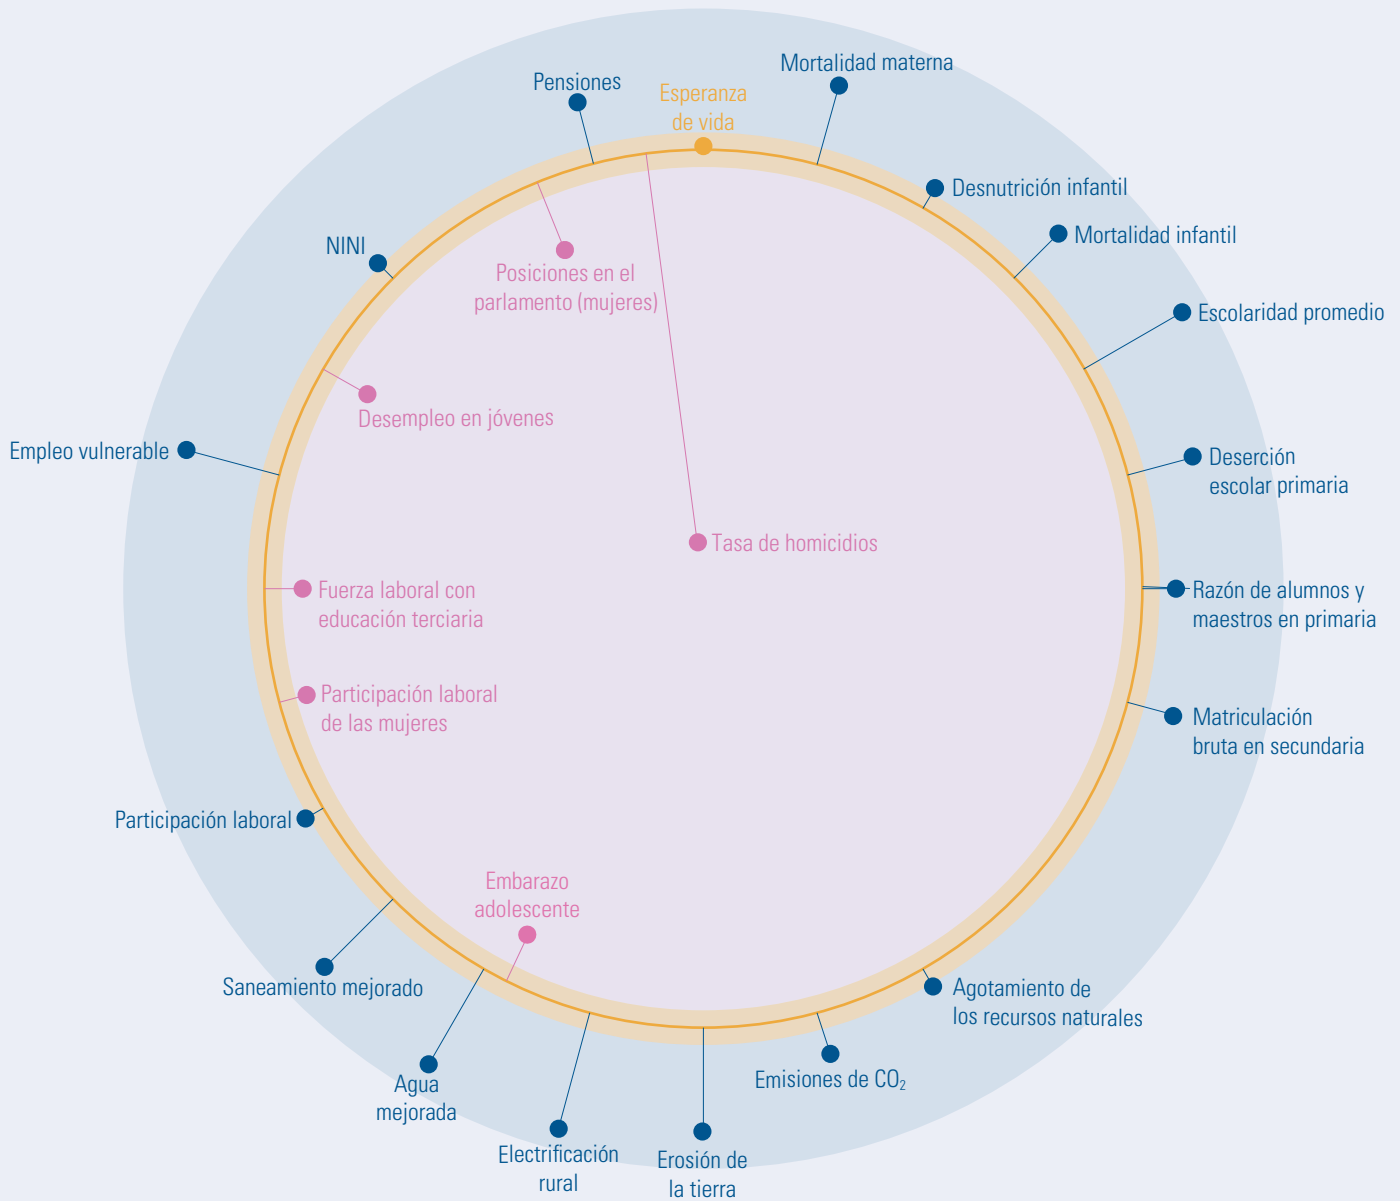 Mortalidad materna
Pensiones
Esperanza
de vida
Desnutrición infantil
Mortalidad infantil
NINI
Posiciones en el
parlamento (mujeres)
Escolaridad promedio
Desempleo en jóvenes
Empleo vulnerable
Deserción
escolar primaria
Tasa de homicidios
Fuerza laboral con
educación terciaria
Razón de alumnos y
maestros en primaria
Participación laboral
de las mujeres
Matriculación
bruta en secundaria
Participación laboral
Embarazo
adolescente
Saneamiento mejorado
Agotamiento de
los recursos naturales
Emisiones de CO₂
Agua
mejorada
Electrificación
rural
Erosión de
la tierra